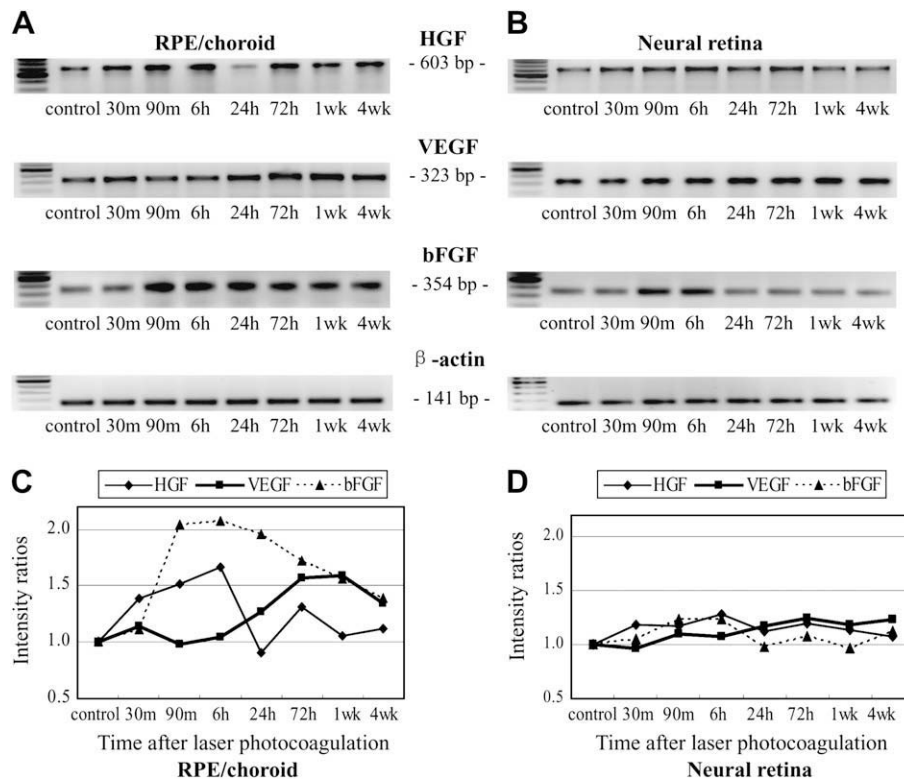 A
RPE/choroid
HGF
B
Neural retina
- 603 bp -
control 30m 90m 6h 24h 72h 1wk 4wk
control 30m 90m 6h 24h 72h 1wk 4wk
VEGF
- 323 bp -
control 30m 90m 6h 24h 72h 1wk 4wk
control 30m 90m 6h 24h 72h 1wk 4wk
bFGF
- 354 bp -
control 30m 90m 6h 24h 72h 1wk 4wk
control 30m 90m 6h 24h 72h 1wk 4wk
β -actin
- 141 bp -
control 30m 90m 6h 24h 72h 1wk 4wk
control 30m 90m 6h 24h 72h 1wk 4wk
C
HGF VEGF bFGF
Intensity ratios
2.0
1.5
1.0
0.5
control 30m 90m 6h 24h 72h 1wk 4wk
Time after laser photocoagulation
RPE/choroid
D
HGF VEGF bFGF
Intensity ratios
2.0
1.5
1.0
0.5
control 30m 90m 6h 24h 72h 1wk 4wk
Time after laser photocoagulation
Neural retina